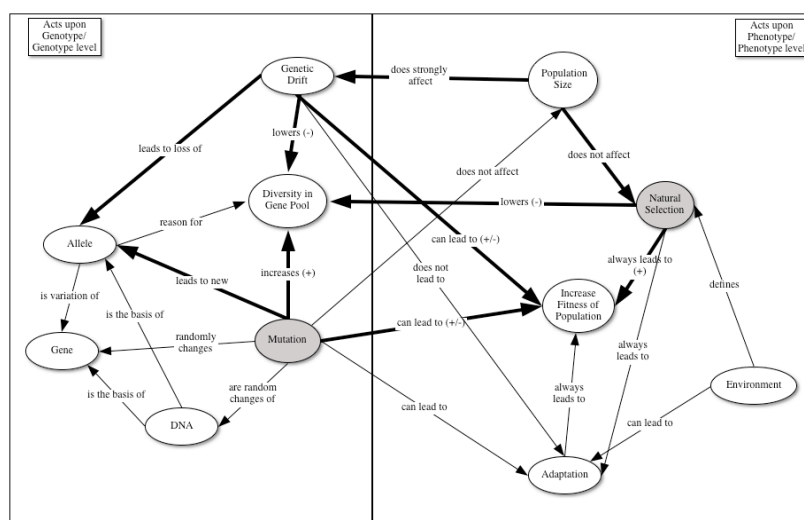 Acts upon
Genotype/
Genotype level
Acts upon
Phenotype/
Phenotype level
Genetic
Drift
does strongly
affect
Population
Size
leads to loss of
lowers (-)
does not affect
does not affect
Diversity in
Gene Pool
lowers (-)
Natural
Selection
reason for
Allele
can lead to (+/-)
leads to new
increases (+)
does not
lead to
always leads to
(+)
defines
is variation of
is the basis of
Increase
Fitness of
Population
can lead to (+/-)
randomly
changes
Mutation
always
leads to
Gene
is the basis of
are random
changes of
always
leads to
Environment
can lead to
can lead to
DNA
Adaptation